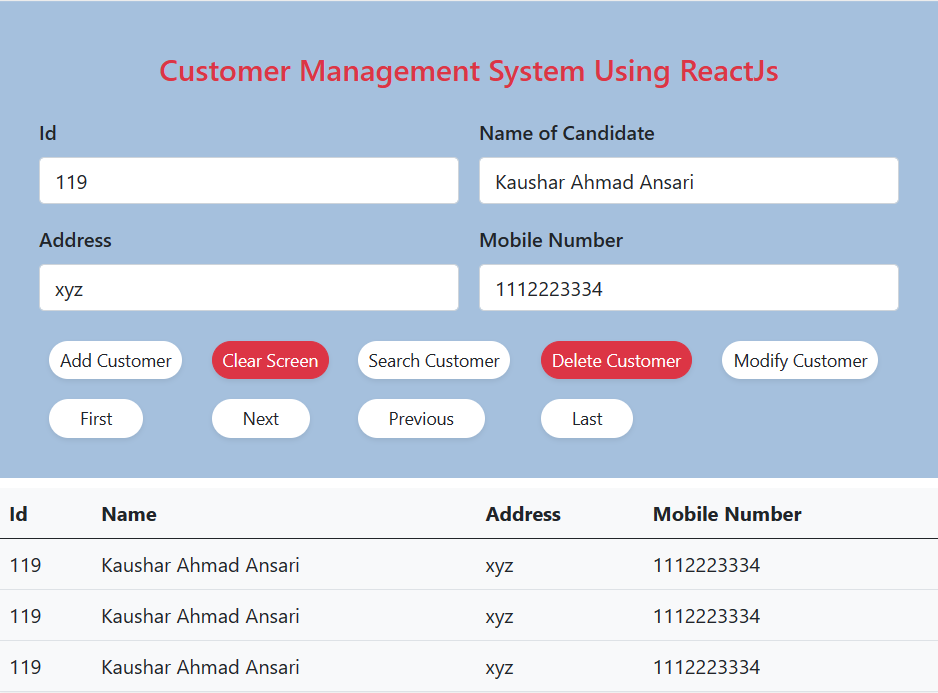 Customer Management System Using ReactJs
Id Name of Candidate
119 Kaushar Ahmad Ansari
Address Mobile Number
xyz 1112223334
Add Customer Clear Screen Search Customer Delete Customer Modify Customer
First Next Previous Last
Id Name Address Mobile Number
119 Kaushar Ahmad Ansari xyz 1112223334
119 Kaushar Ahmad Ansari xyz 1112223334
119 Kaushar Ahmad Ansari xyz 1112223334